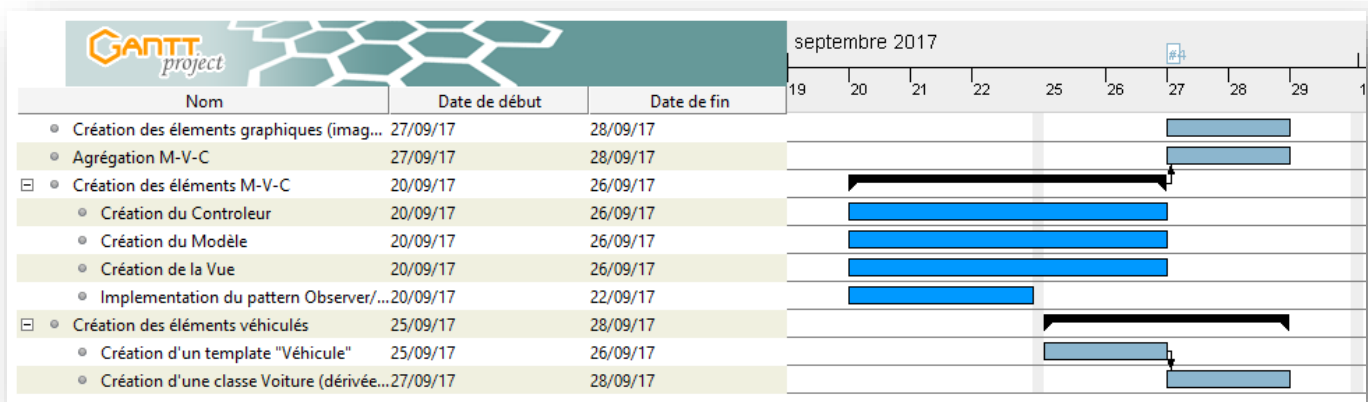 GANTT
project
septembre 2017
#4
19 20 21 22 25 26 27 28 29 1
Nom Date de début Date de fin
Création des élements graphiques (imag... 27/09/17 28/09/17
Agrégation M-V-C 27/09/17 28/09/17
Création des éléments M-V-C 20/09/17 26/09/17
Création du Controleur 20/09/17 26/09/17
Création du Modèle 20/09/17 26/09/17
Création de la Vue 20/09/17 26/09/17
Implementation du pattern Observer/... 20/09/17 22/09/17
Création des éléments véhiculés 25/09/17 28/09/17
Création d'un template "Véhicule" 25/09/17 26/09/17
Création d'une classe Voiture (dérivée... 27/09/17 28/09/17